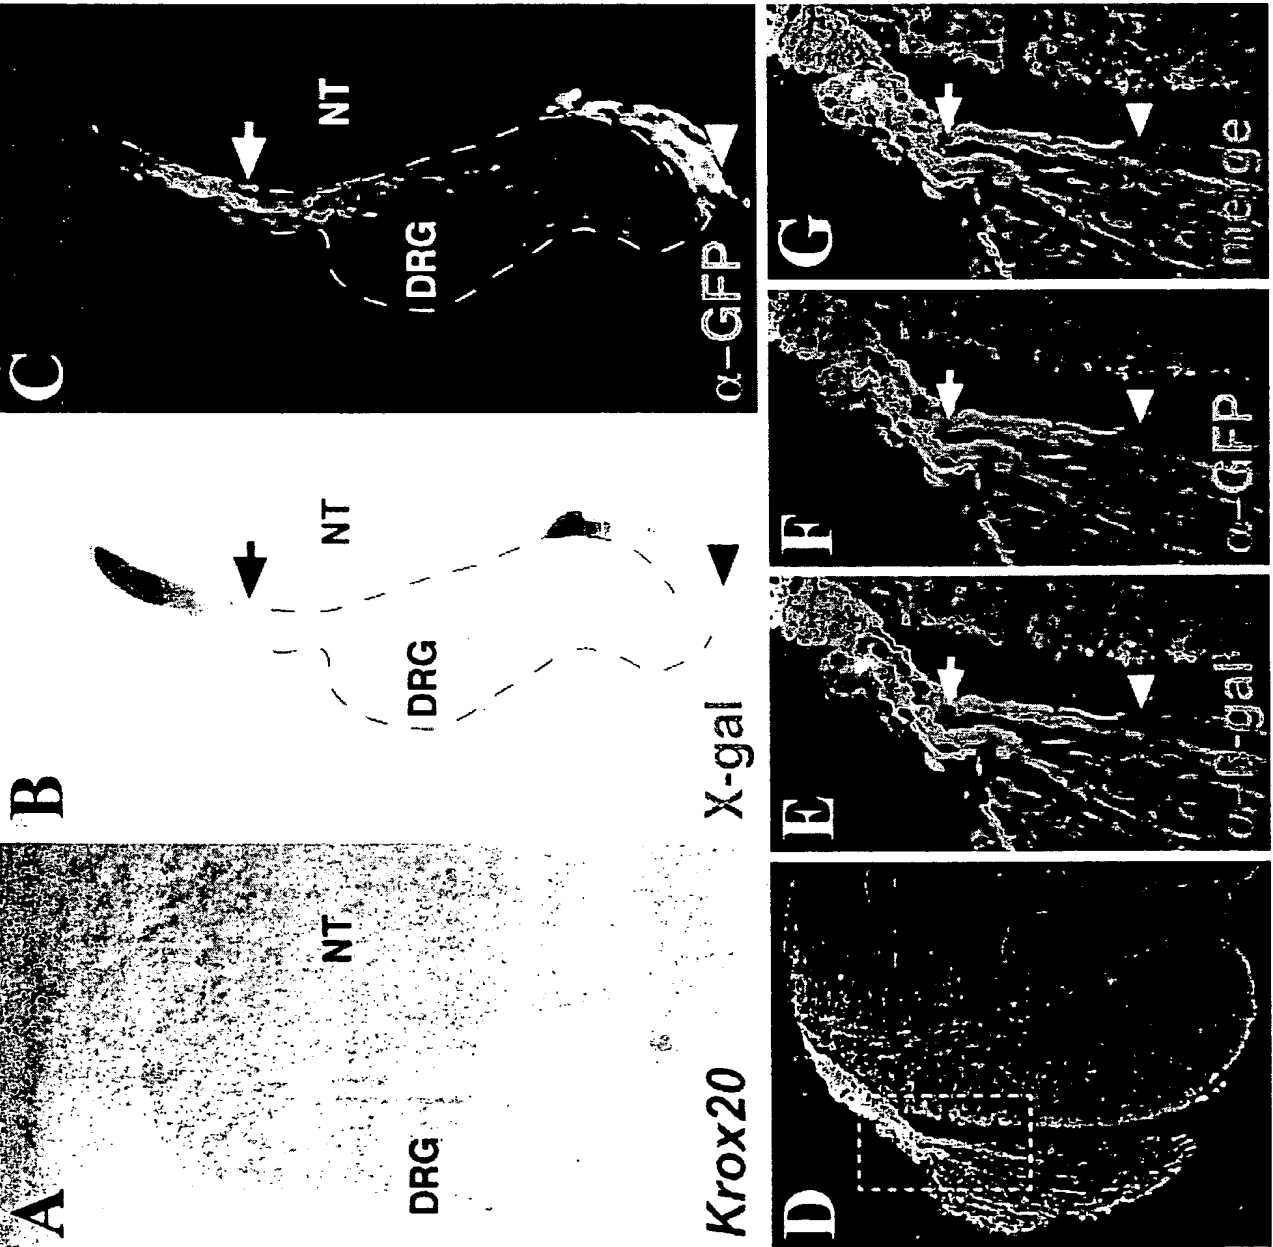 A
NT
DRG
Krox20
B
NT
DRG
X-gal
C
NT
DRG
α-GFP
D
E
α-β-gal
F
α-GFP
G
merge